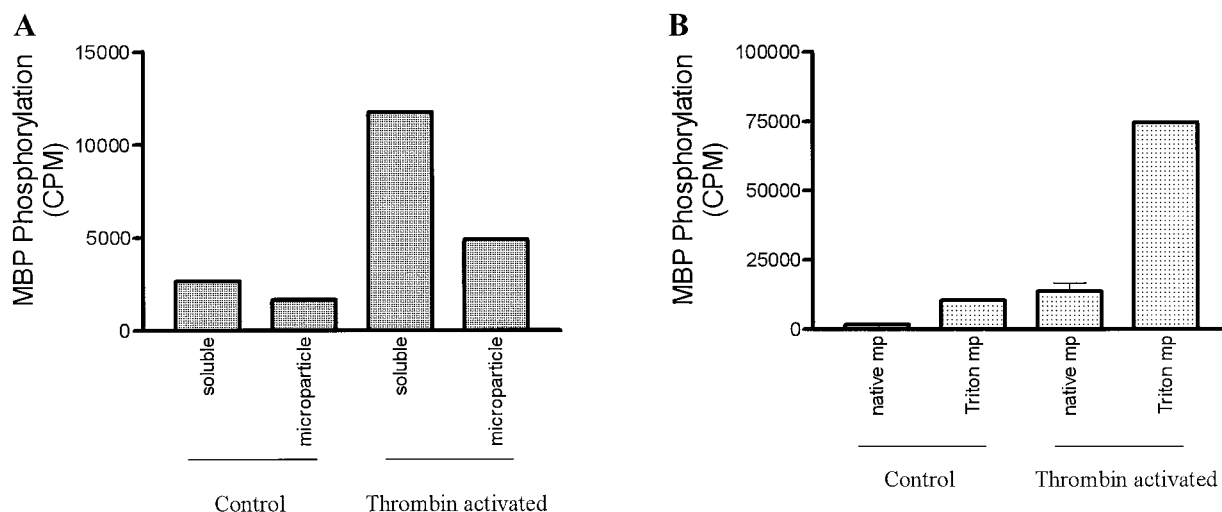 A
MBP Phosphorylation
(CPM)
15000
10000
5000
0
soluble
microparticle
soluble
microparticle
Control
Thrombin activated
B
MBP Phosphorylation
(CPM)
100000
75000
50000
25000
0
native mp
Triton mp
native mp
Triton mp
Control
Thrombin activated